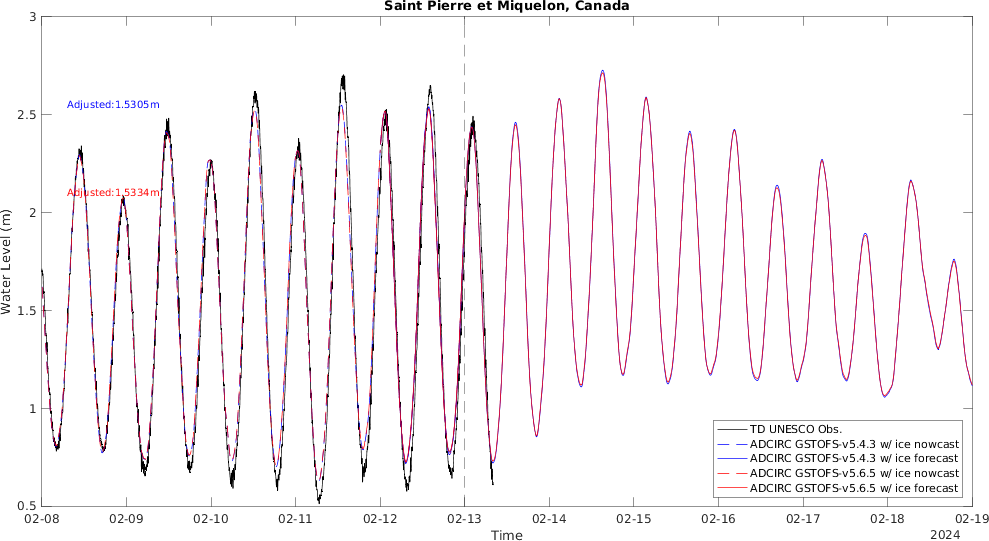 Saint Pierre et Miquelon, Canada
3
2.5
2
1.5
1
0.5
Water Level (m)
Adjusted:1.5305m
Adjusted:1.5334m
TD UNESCO Obs.
ADCIRC GSTOFS-v5.4.3 w/ ice nowcast
ADCIRC GSTOFS-v5.4.3 w/ ice forecast
ADCIRC GSTOFS-v5.6.5 w/ ice nowcast
ADCIRC GSTOFS-v5.6.5 w/ ice forecast
02-08 02-09 02-10 02-11 02-12 02-13 02-14 02-15 02-16 02-17 02-18 02-19
Time
2024